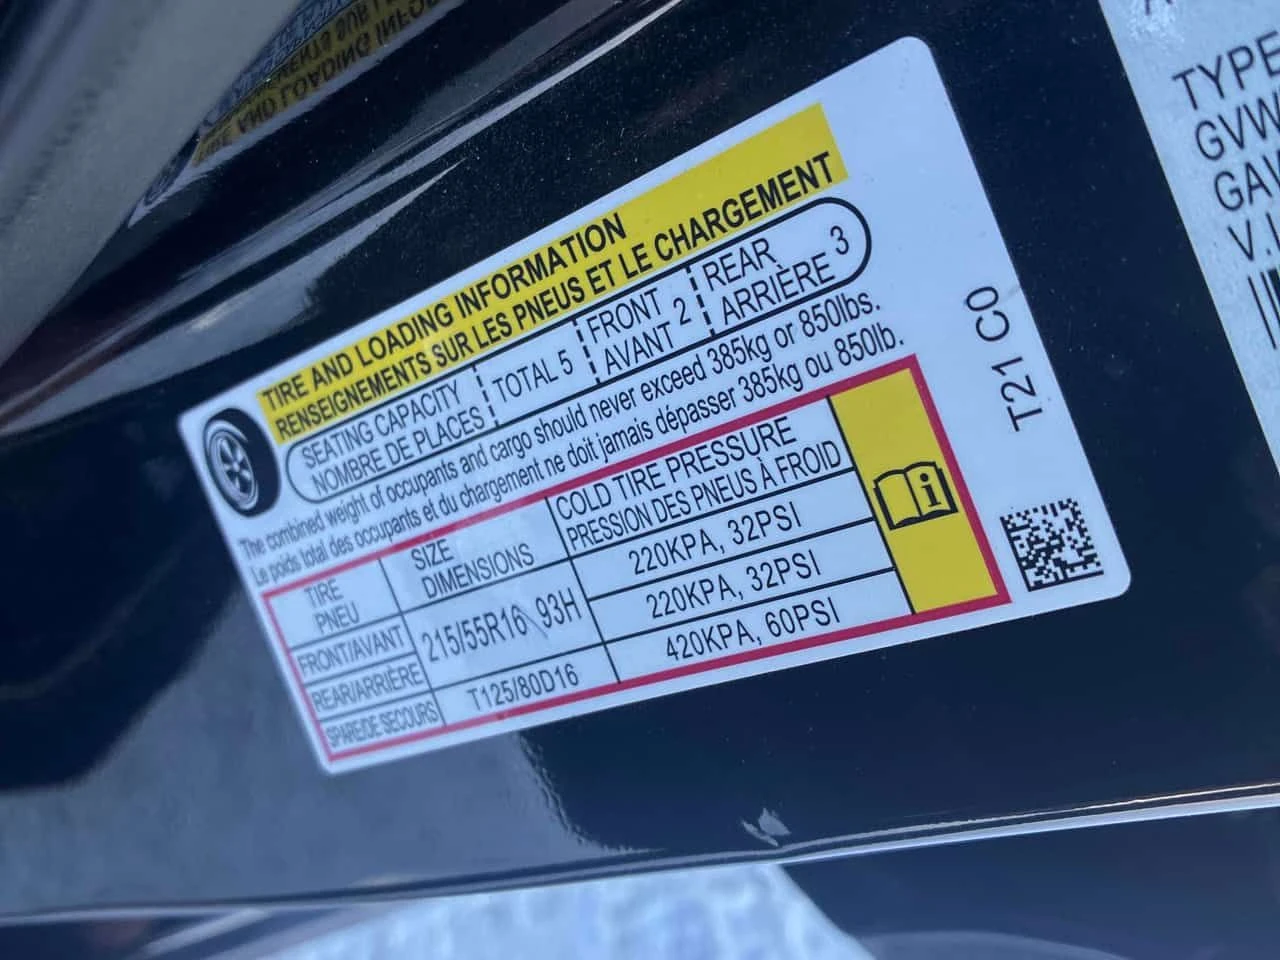 TIRE AND LOADING INFORMATION
RENSEIGNEMENTS SUR LES PNEUS ET LE CHARGEMENT
SEATING CAPACITY
NOMBRE DE PLACES
TOTAL 5
FRONT
AVANT 2
REAR
ARRIÈRE 3
The combined weight of occupants and cargo should never exceed 385kg or 850lbs.
Le poids total des occupants et du chargement ne doit jamais dépasser 385kg ou 850lb.
TIRE
PNEU
SIZE
DIMENSIONS
COLD TIRE PRESSURE
PRESSION DES PNEUS À FROID
FRONT/AVANT
215/55R16 93H
220KPA, 32PSI
REAR/ARRIÈRE
220KPA, 32PSI
SPARE/DE SECOURS
T125/80D16
420KPA, 60PSI
i
T21 C0
TYPE